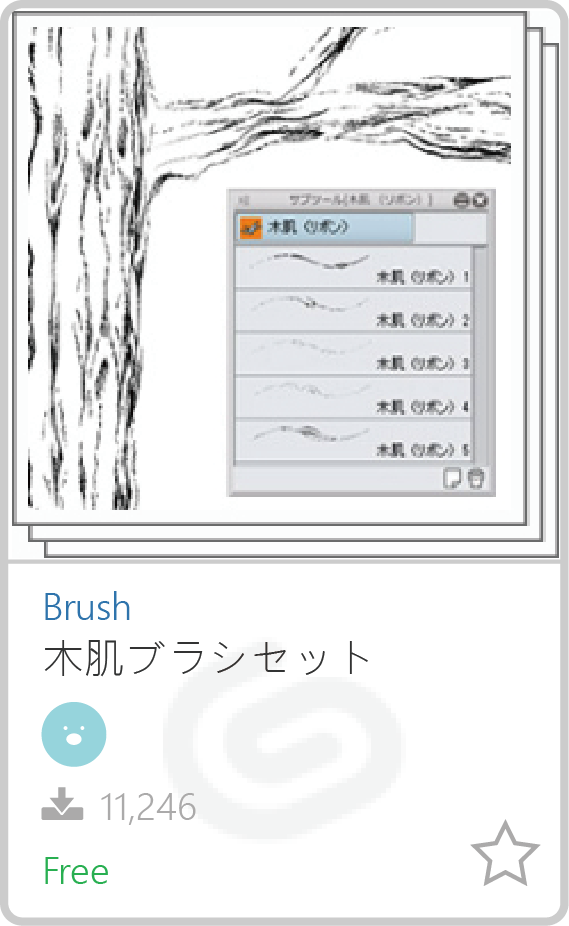 サブツール[木肌 (リボン) ]
木肌 (リボン)
木肌 (リボン) 1
木肌 (リボン) 2
木肌 (リボン) 3
木肌 (リボン) 4
木肌 (リボン) 5
Brush
木肌ブラシセット
11,246
Free